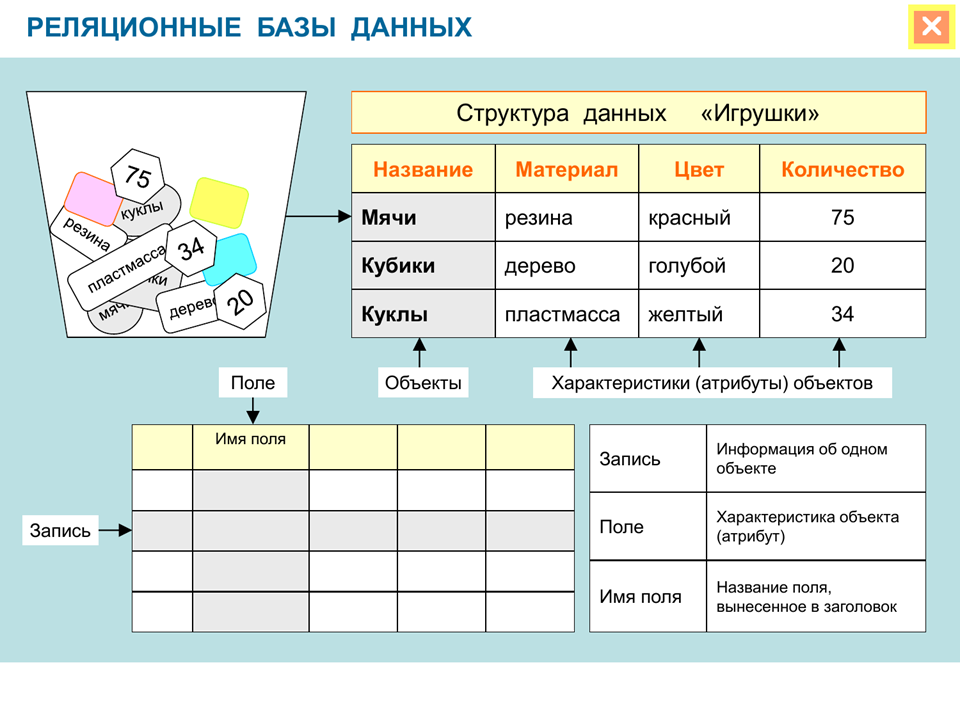 РЕЛЯЦИОННЫЕ БАЗЫ ДАННЫХ
Структура данных «Игрушки»
Название Материал Цвет Количество
Мячи резина красный 75
Кубики дерево голубой 20
Куклы пластмасса желтый 34
75
куклы
резина
34
пластмасса
дерево
20
Поле
Объекты
Характеристики (атрибуты) объектов
Имя поля
Запись
Запись
Информация об одном
объекте
Поле
Характеристика объекта
(атрибут)
Имя поля
Название поля,
вынесенное в заголовок